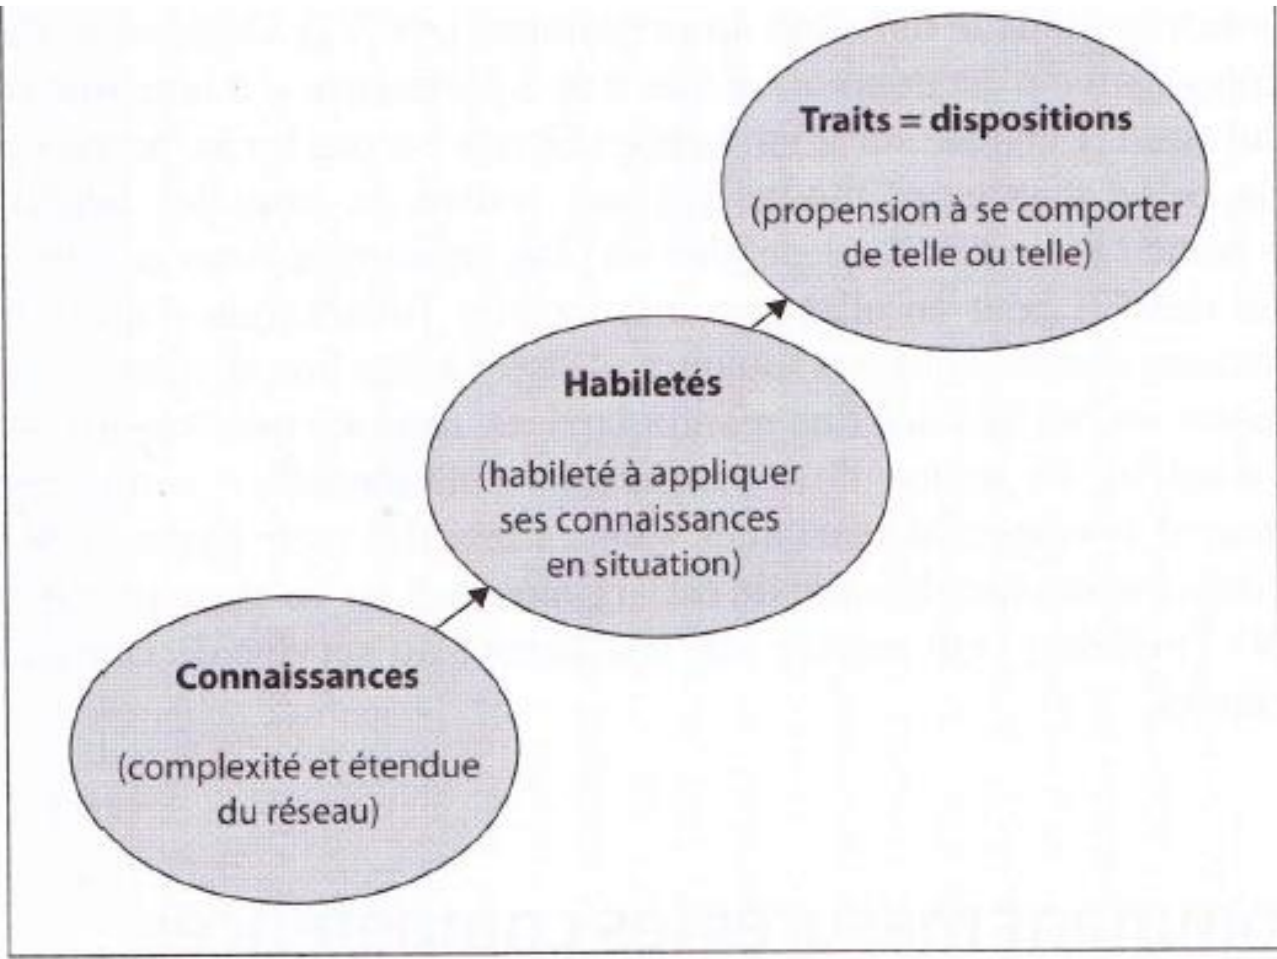 Traits = dispositions
(propension à se comporter
de telle ou telle)
Habiletés
(habileté à appliquer
ses connaissances
en situation)
Connaissances
(complexité et étendue
du réseau)